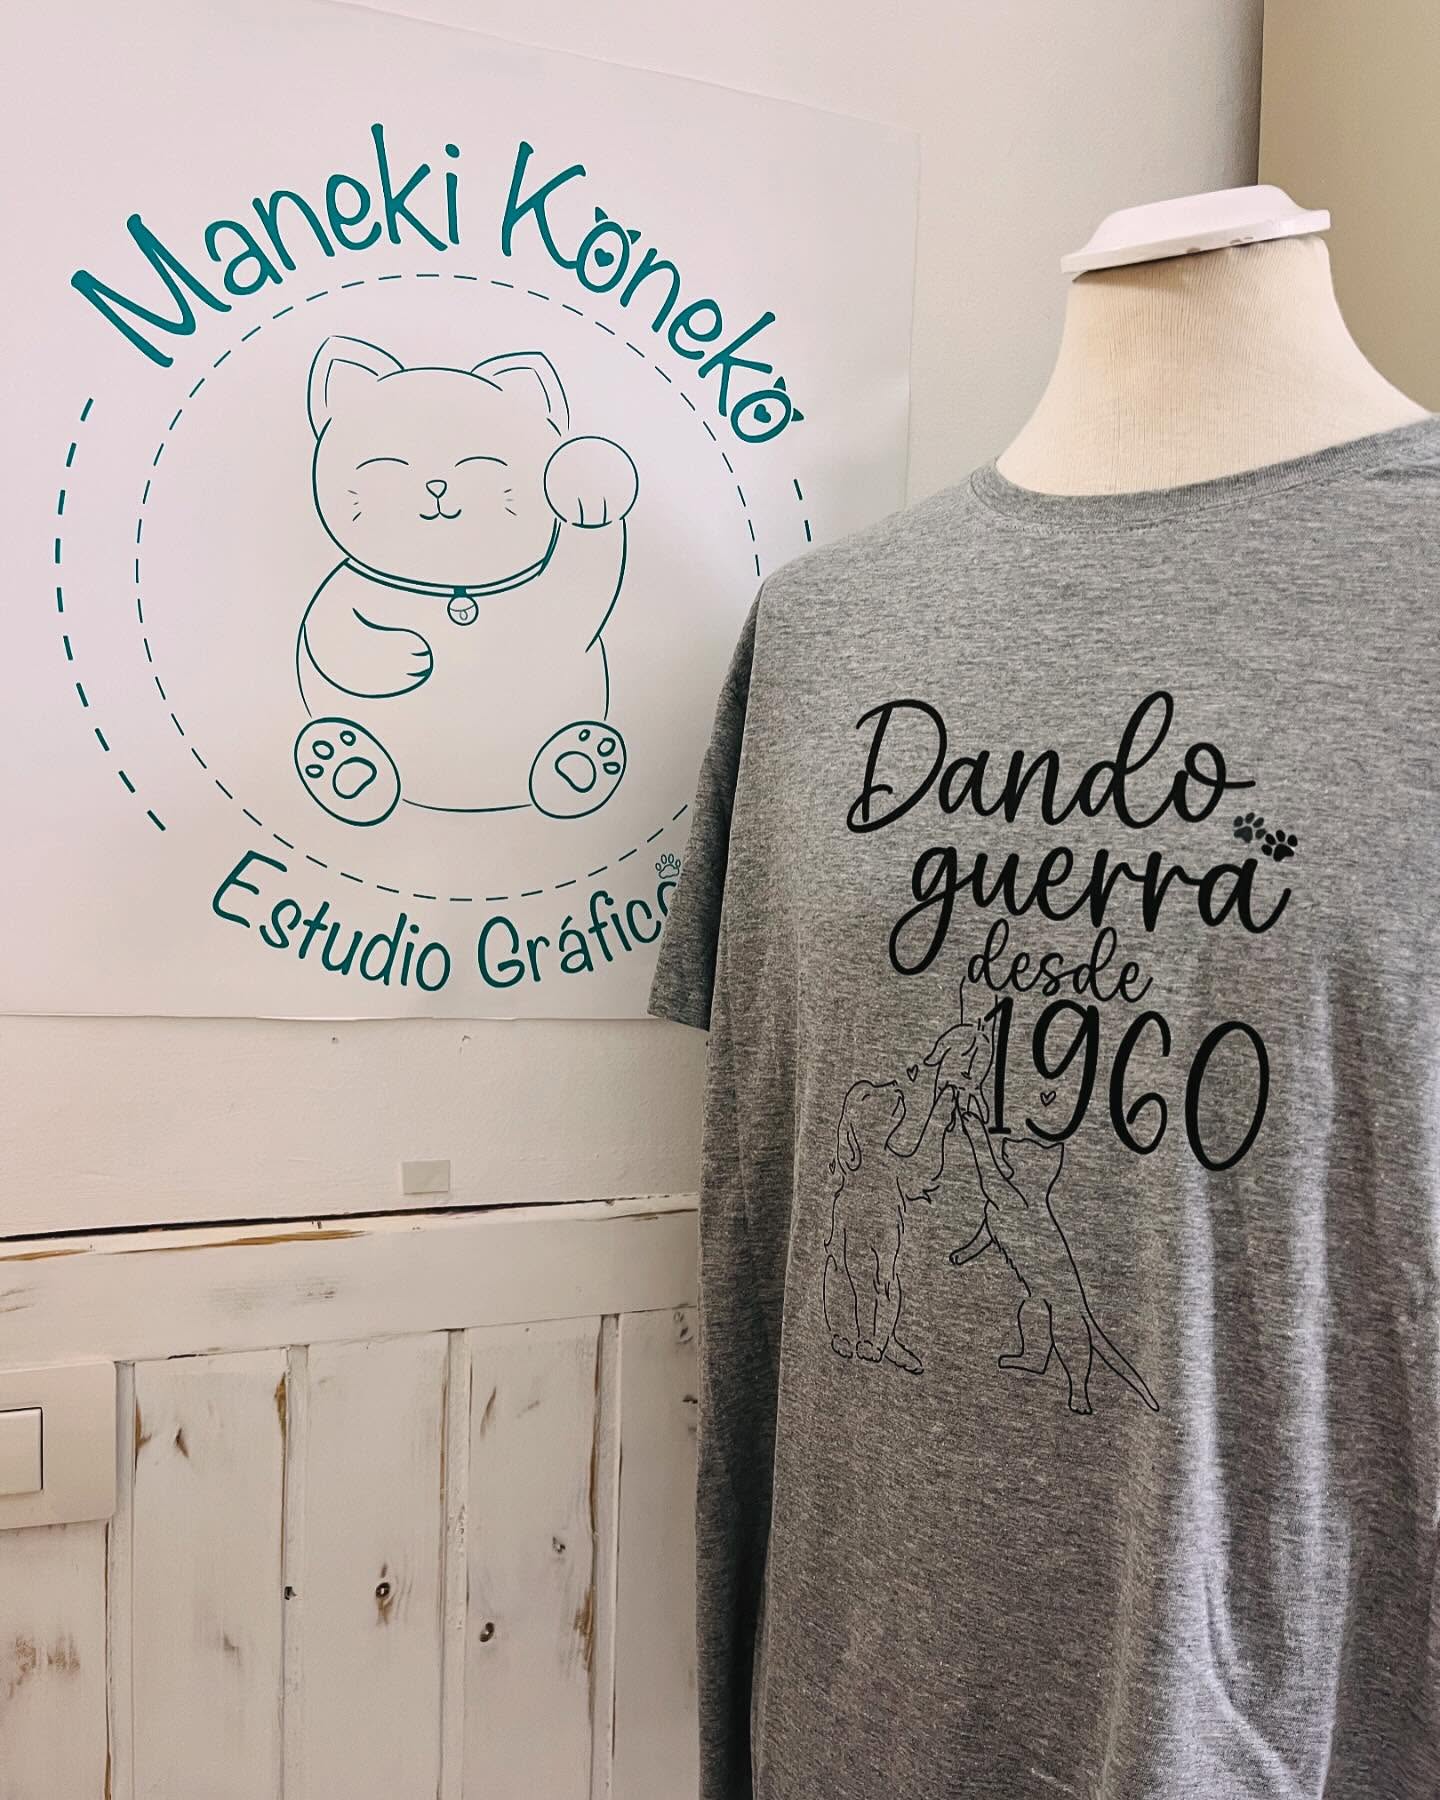 Maneki Koneko
Estudio Gráfico
Dando
guerra
desde
1960